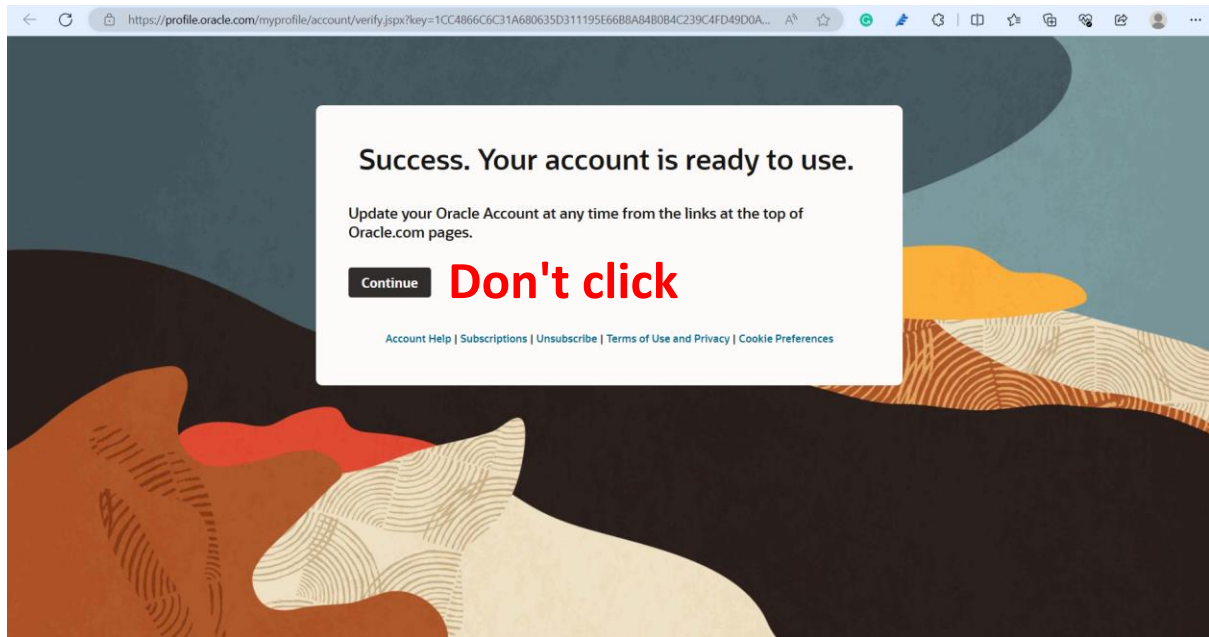 https://profile.oracle.com/myprofile/account/verify.jspx?key=1CC4866C6C31A680635D311195E66B8A84B0B4C239C4FD49D0A...
Success. Your account is ready to use.
Update your Oracle Account at any time from the links at the top of
Oracle.com pages.
Continue Don't click
Account Help | Subscriptions | Unsubscribe | Terms of Use and Privacy | Cookie Preferences